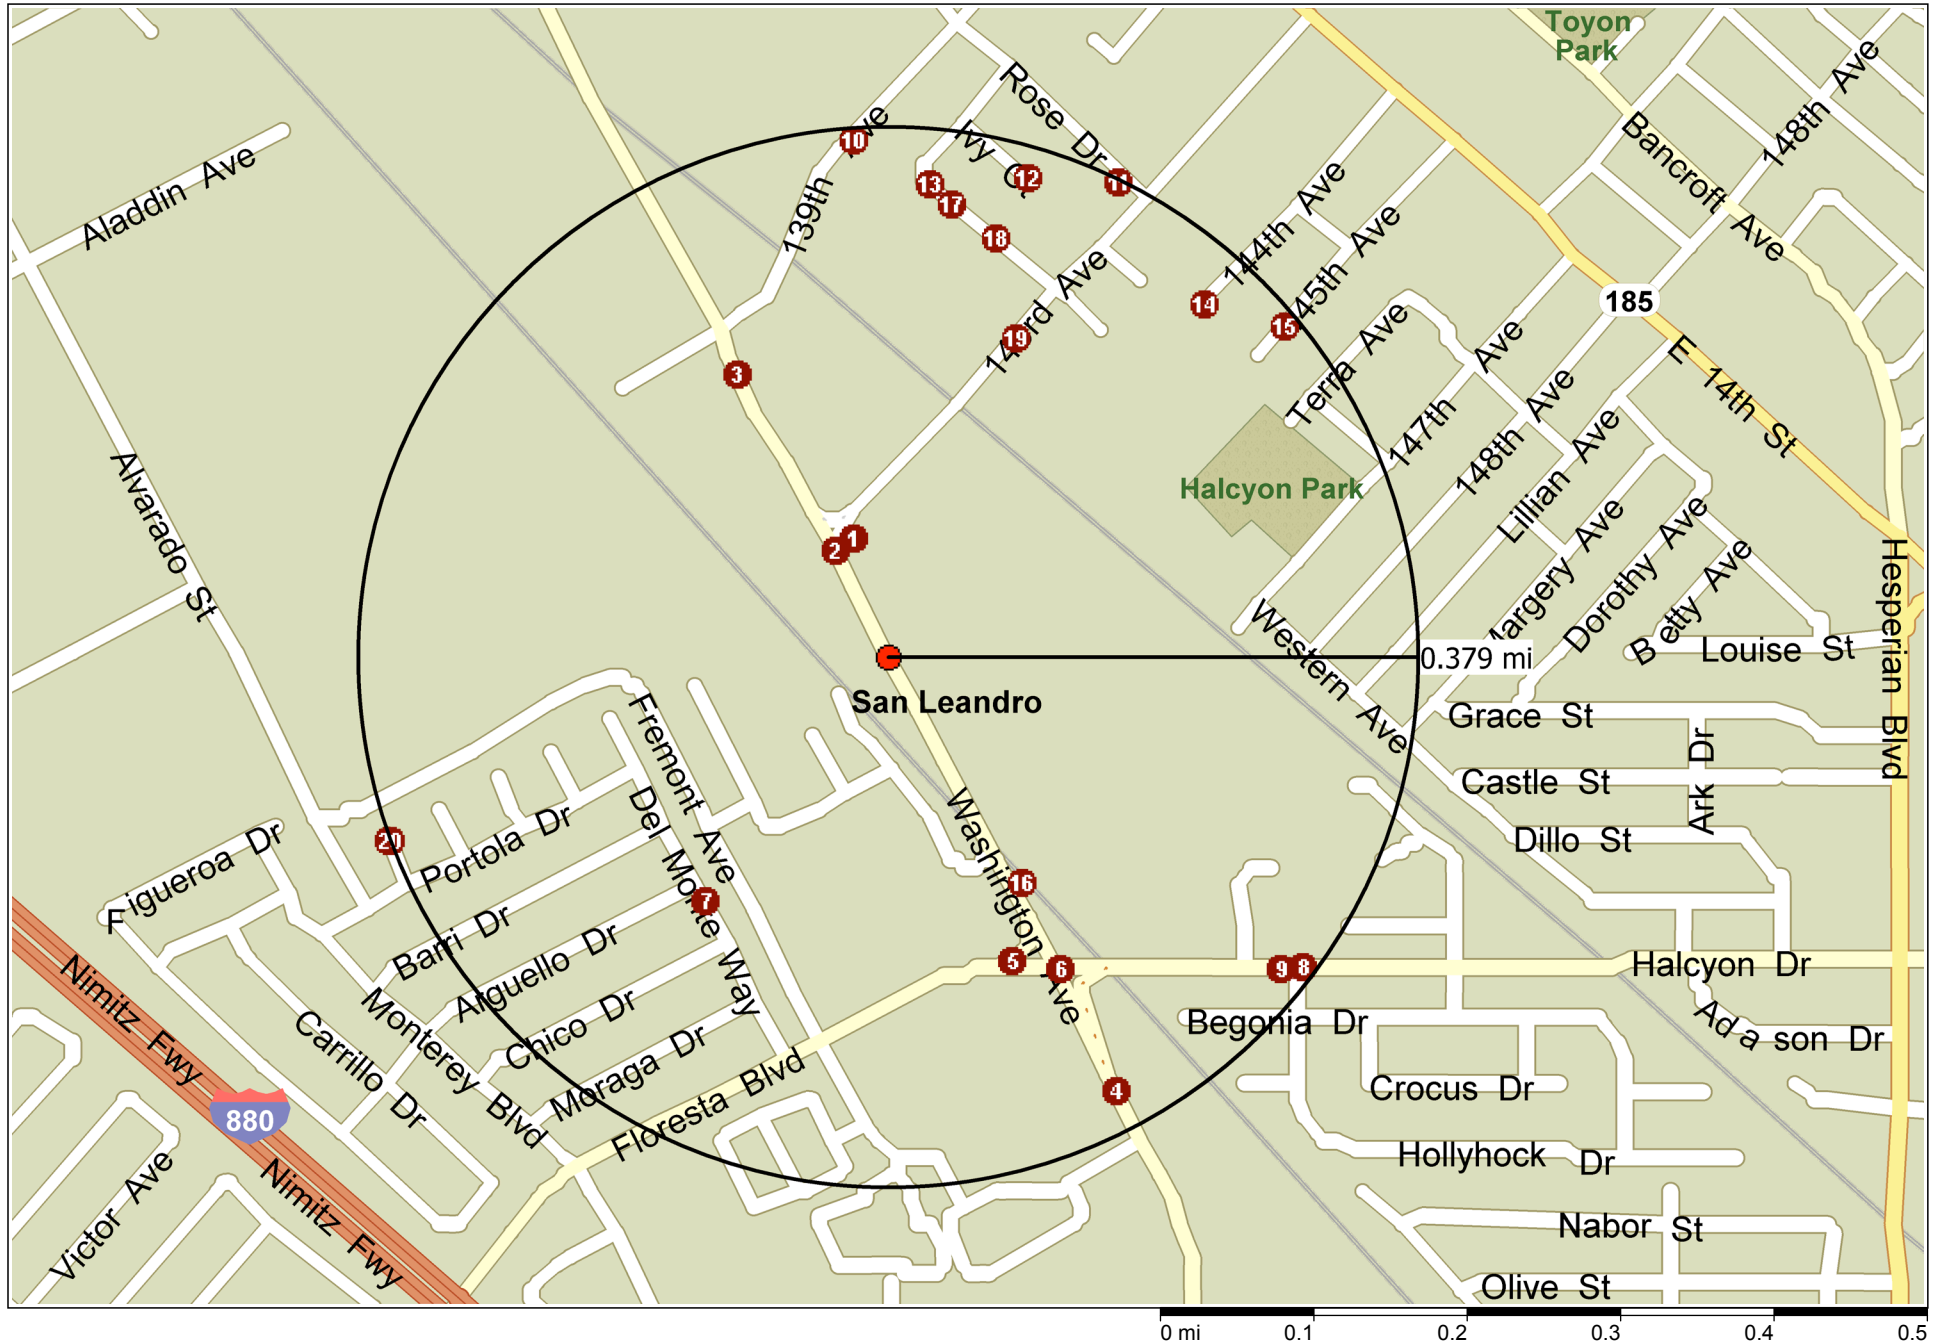 Toyon
Park
Rose Dr
148th Ave
10
139th Ave
Ivy Ct
12
11
Bancroft Ave
Aladdin Ave
13
17
18
144th Ave
145th Ave
143rd Ave
14
15
185
19
Terra Ave
147th Ave
148th Ave
E 14th St
3
Lillian Ave
Halcyon Park
Margery Ave
Dorothy Ave
Betty Ave
Alvarado St
1
2
Hesperian Blvd
Western Ave
Louise St
0.379 mi
San Leandro
Fremont Ave
Grace St
Ark Dr
Castle St
Washington Ave
Del Monte Way
Dillo St
20
Portola Dr
Figueroa Dr
16
7
Barri Dr
Arguello Dr
5
6
9
8
Halcyon Dr
Nimitz Fwy
Monterey Blvd
Chico Dr
Begonia Dr
Adason Dr
Carrillo Dr
Moraga Dr
4
Crocus Dr
880
Floresta Blvd
Hollyhock Dr
Victor Ave
Nimitz Fwy
Nabor St
Olive St
0 mi 0.1 0.2 0.3 0.4 0.5